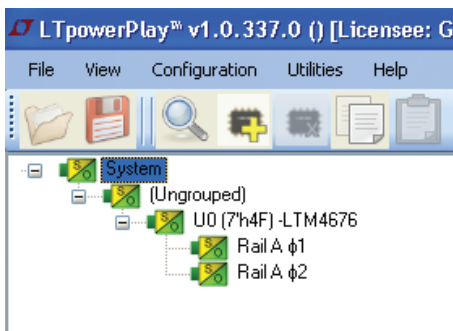 LTpowerPlay™ v1.0.337.0 () [Licensee: G
File View Configuration Utilities Help
System
(Ungrouped)
U0 (7'h4F) -LTM4676
Rail A ϕ1
Rail A ϕ2